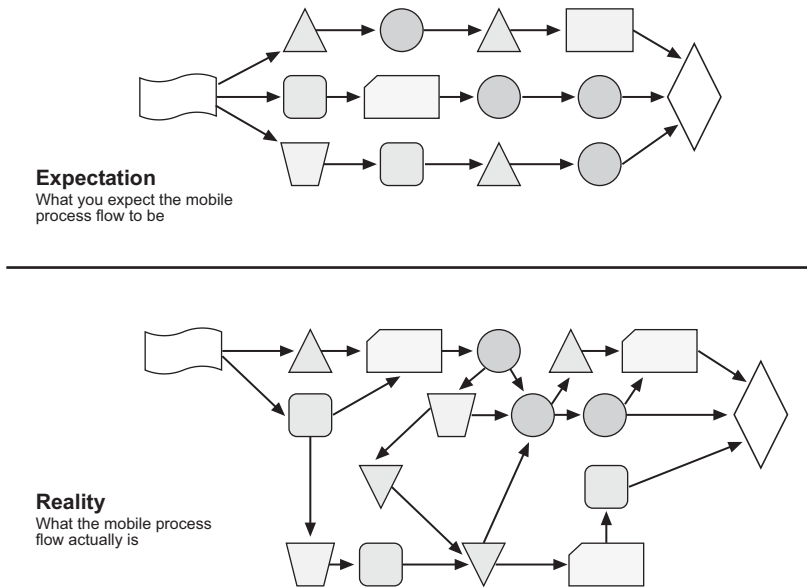 Expectation
What you expect the mobile
process flow to be
Reality
What the mobile process
flow actually is